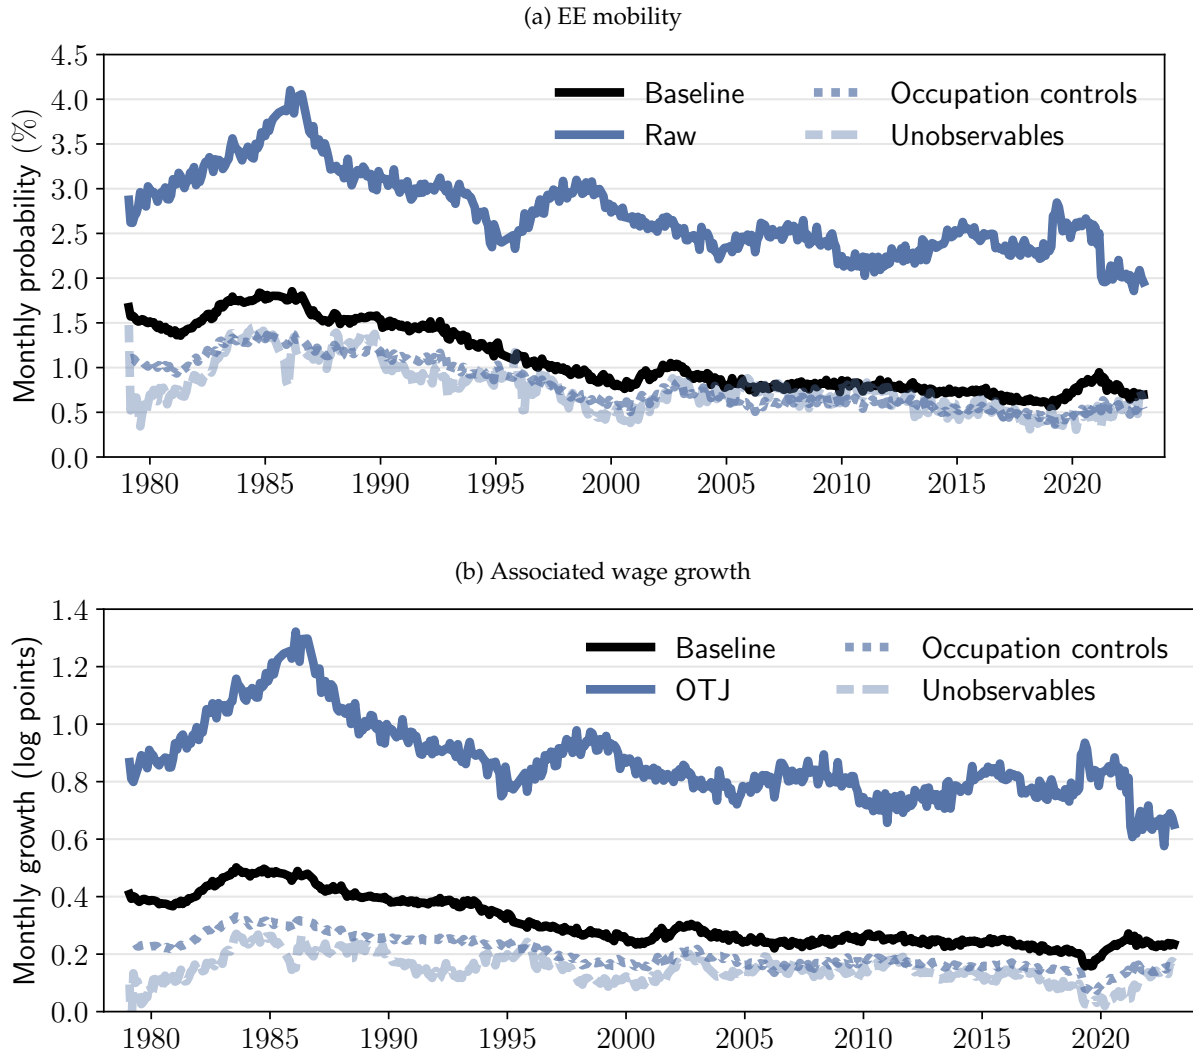 (a) EE mobility
Monthly probability (%)
4.5
4.0
3.5
3.0
2.5
2.0
1.5
1.0
0.5
0.0
Baseline
Raw
Occupation controls
Unobservables
1980 1985 1990 1995 2000 2005 2010 2015 2020
(b) Associated wage growth
Monthly growth (log points)
1.4
1.2
1.0
0.8
0.6
0.4
0.2
0.0
Baseline
OTJ
Occupation controls
Unobservables
1980 1985 1990 1995 2000 2005 2010 2015 2020